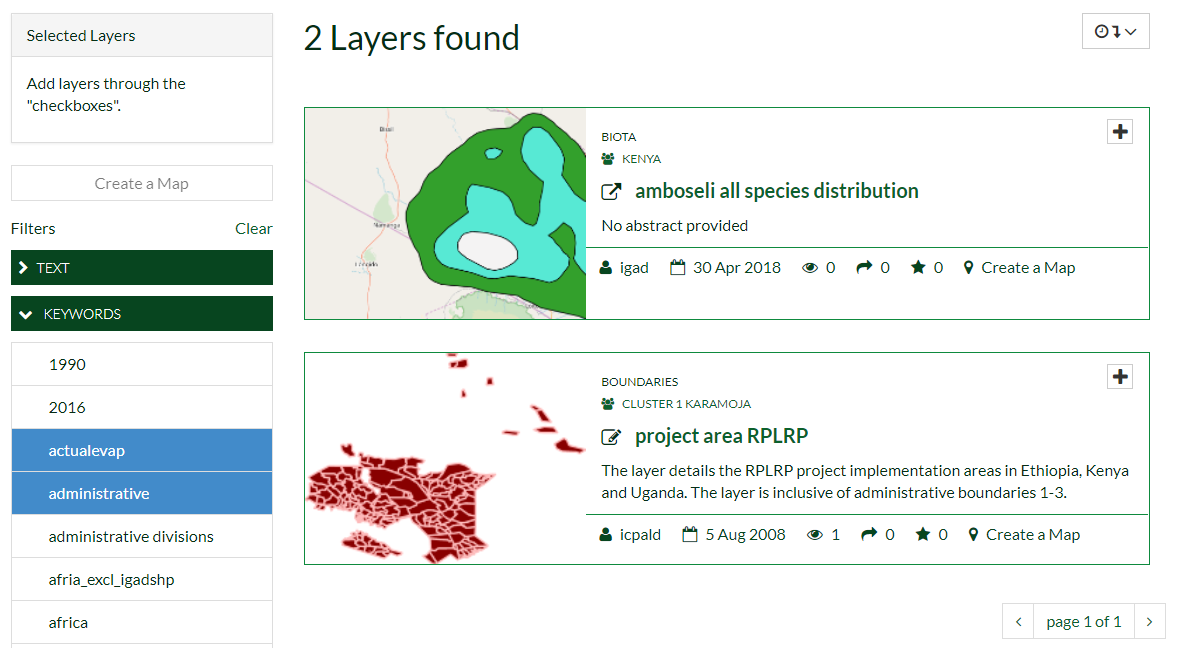 Selected Layers
Add layers through the
"checkboxes".
Create a Map
Filters
Clear
TEXT
KEYWORDS
1990
2016
actualevap
administrative
administrative divisions
afria_excl_igadshp
africa
2 Layers found
Bissil
Namanga
Longido
BIOTA
KENYA
amboseli all species distribution
No abstract provided
igad 30 Apr 2018 0 0 0 Create a Map
BOUNDARIES
CLUSTER 1 KARAMOJA
project area RPLRP
The layer details the RPLRP project implementation areas in Ethiopia, Kenya
and Uganda. The layer is inclusive of administrative boundaries 1-3.
icpald 5 Aug 2008 1 0 0 Create a Map
page 1 of 1